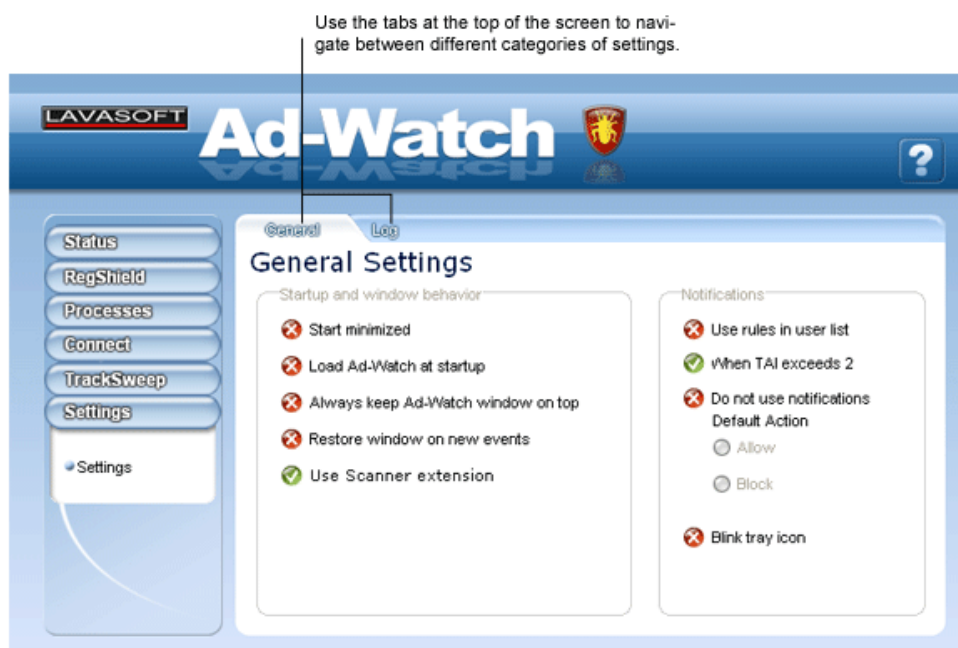 Use the tabs at the top of the screen to navi-
gate between different categories of settings.
LAVASOFT
Ad-Watch
?
General Log
Status
RegShield
Processes
Connect
TrackSweep
Settings
Settings
General Settings
Startup and window behavior
Start minimized
Load Ad-Watch at startup
Always keep Ad-Watch window on top
Restore window on new events
Use Scanner extension
Notifications
Use rules in user list
When TAI exceeds 2
Do not use notifications
Default Action
Allow
Block
Blink tray icon